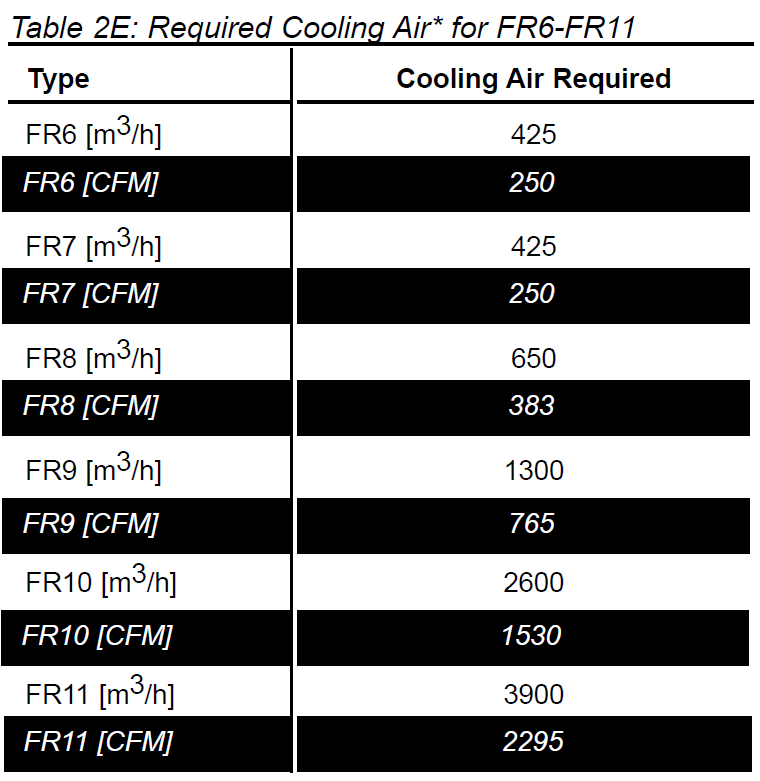 Table 2E: Required Cooling Air* for FR6-FR11
Type Cooling Air Required
FR6 [m3/h] 425
FR6 [CFM] 250
FR7 [m3/h] 425
FR7 [CFM] 250
FR8 [m3/h] 650
FR8 [CFM] 383
FR9 [m3/h] 1300
FR9 [CFM] 765
FR10 [m3/h] 2600
FR10 [CFM] 1530
FR11 [m3/h] 3900
FR11 [CFM] 2295